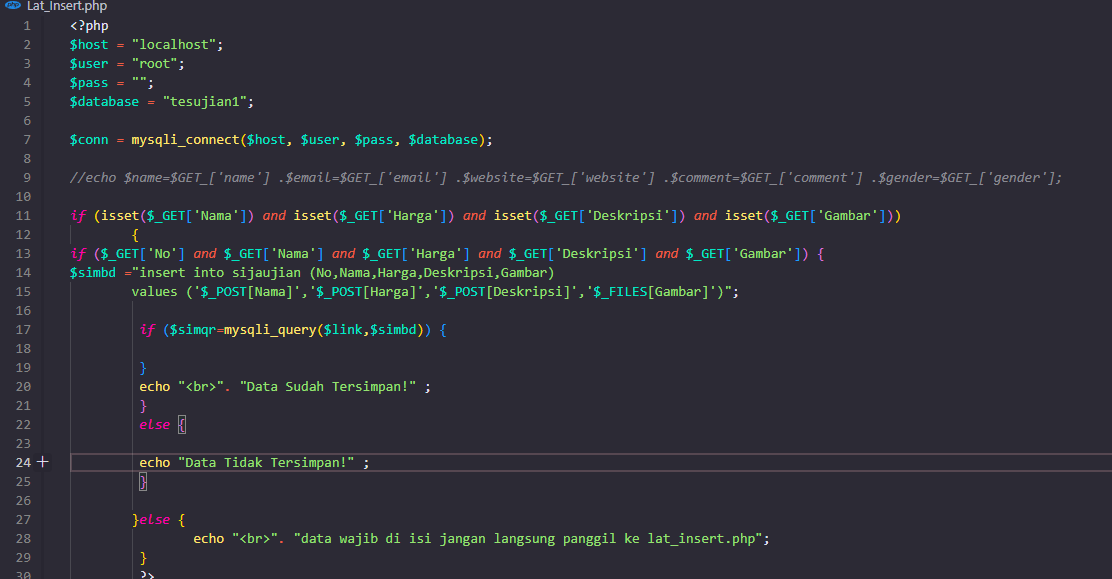 php Lat_Insert.php
1 <?php
2 $host = "localhost";
3 $user = "root";
4 $pass = "";
5 $database = "tesujian1";
6
7 $conn = mysqli_connect($host, $user, $pass, $database);
8
9 //echo $name=$GET_['name'] .$email=$GET_['email'] .$website=$GET_['website'] .$comment=$GET_['comment'] .$gender=$GET_['gender'];
10
11 if (isset($_GET['Nama']) and isset($_GET['Harga']) and isset($_GET['Deskripsi']) and isset($_GET['Gambar']))
12 {
13 if ($_GET['No'] and $_GET['Nama'] and $_GET['Harga'] and $_GET['Deskripsi'] and $_GET['Gambar']) {
14 $simbd ="insert into sijaujian (No,Nama,Harga,Deskripsi,Gambar)
15 values ('$_POST[Nama]','$_POST[Harga]','$_POST[Deskripsi]','$_FILES[Gambar]')";
16
17 if ($simqr=mysqli_query($link,$simbd)) {
18
19 }
20 echo "<br>". "Data Sudah Tersimpan!" ;
21 }
22 else {
23
24 echo "Data Tidak Tersimpan!" ;
25 }
26
27 }else {
28 echo "<br>". "data wajib di isi jangan langsung panggil ke lat_insert.php";
29 }
30 ?>